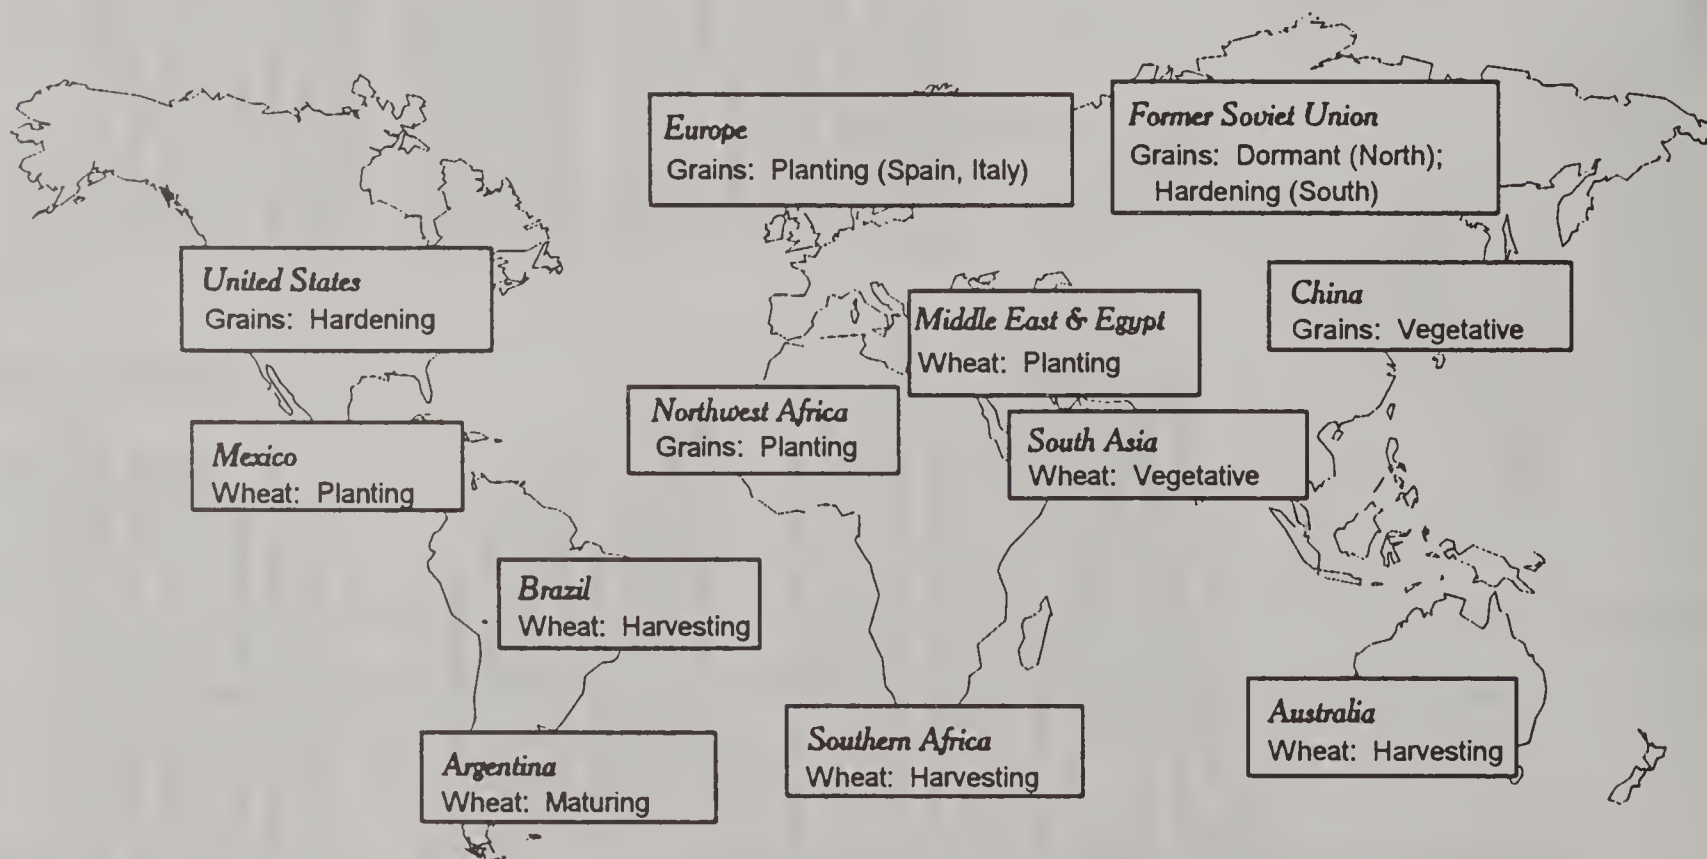 Europe
Grains: Planting (Spain, Italy)
Former Soviet Union
Grains: Dormant (North);
Hardening (South)
United States
Grains: Hardening
Middle East & Egypt
Wheat: Planting
China
Grains: Vegetative
Northwest Africa
Grains: Planting
South Asia
Wheat: Vegetative
Mexico
Wheat: Planting
Brazil
Wheat: Harvesting
Argentina
Wheat: Maturing
Southern Africa
Wheat: Harvesting
Australia
Wheat: Harvesting